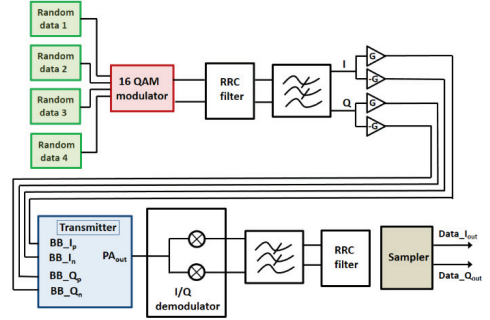 Random
data 1
Random
data 2
Random
data 3
Random
data 4
16 QAM
modulator
RRC
filter
I
Q
G
-G
G
-G
Transmitter
BB_Ip
BB_In
BB_Qp
BB_Qn
PAout
I/Q
demodulator
RRC
filter
Sampler
Data_Iout
Data_Qout